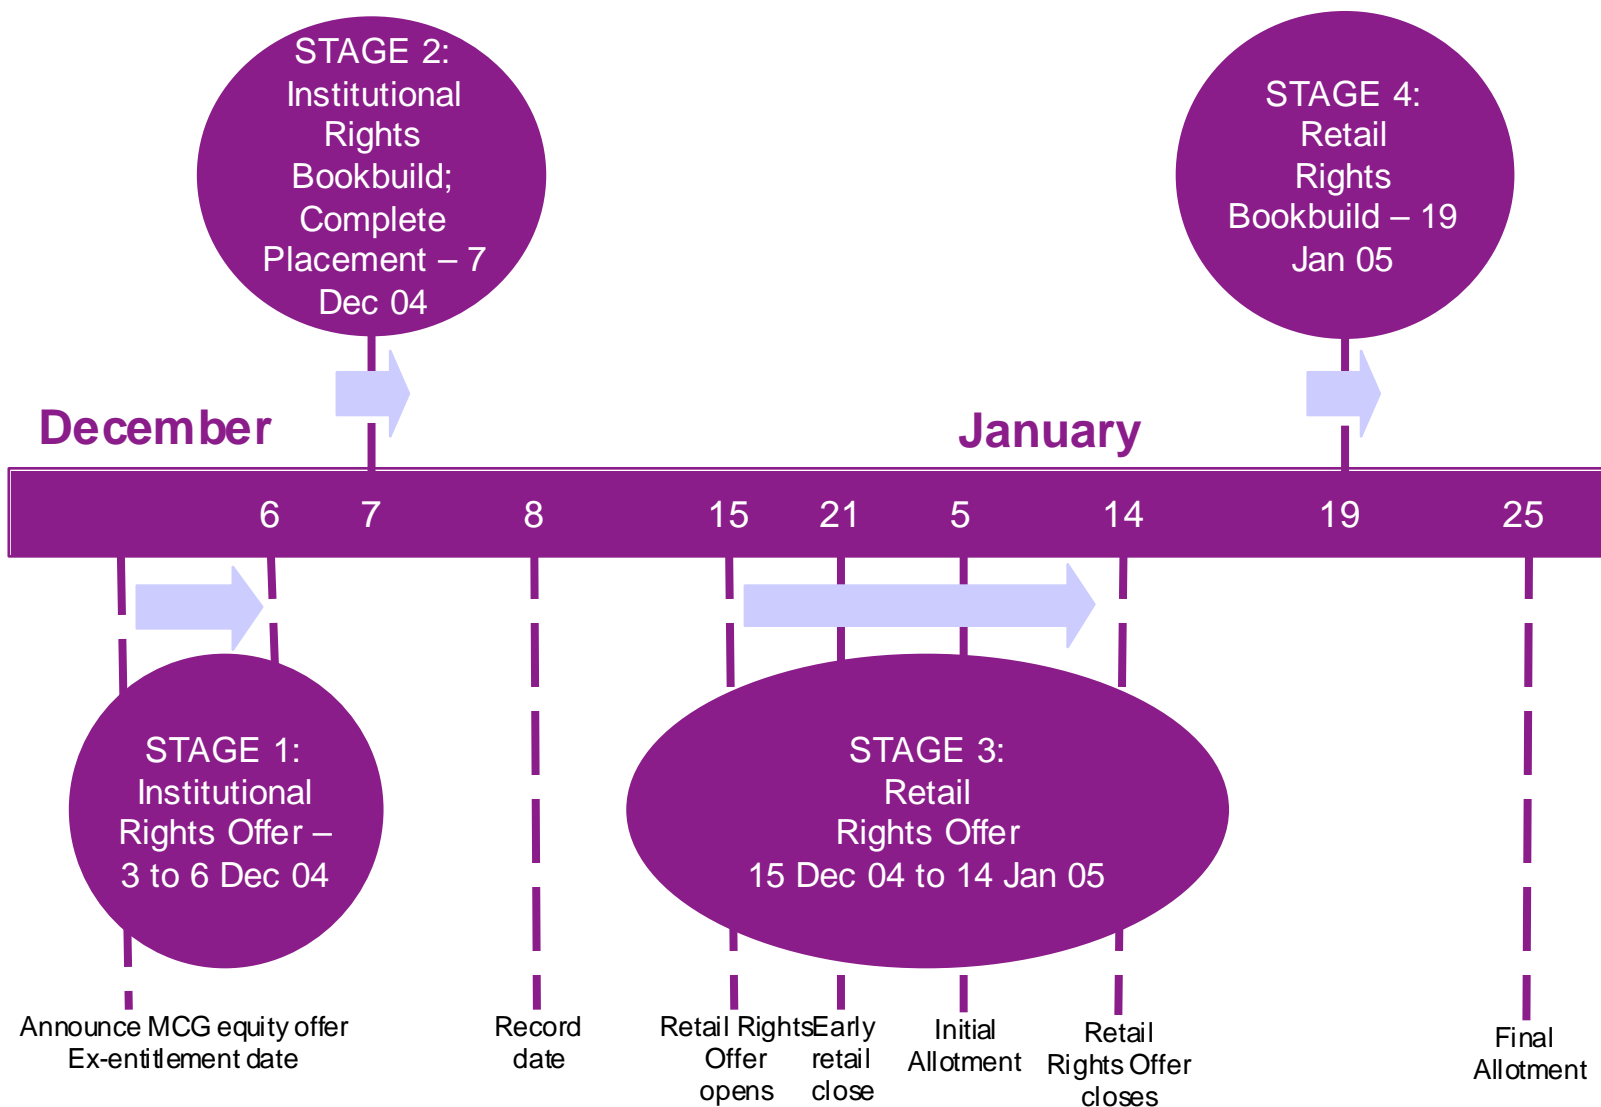 STAGE 2:
Institutional
Rights
Bookbuild;
Complete
Placement – 7
Dec 04
STAGE 4:
Retail
Rights
Bookbuild – 19
Jan 05
December
January
6 7 8 15 21 5 14 19 25
STAGE 1:
Institutional
Rights Offer –
3 to 6 Dec 04
STAGE 3:
Retail
Rights Offer
15 Dec 04 to 14 Jan 05
Announce MCG equity offer
Ex-entitlement date
Record
date
Retail Rights
Offer
opens
Early
retail
close
Initial
Allotment
Retail
Rights Offer
closes
Final
Allotment